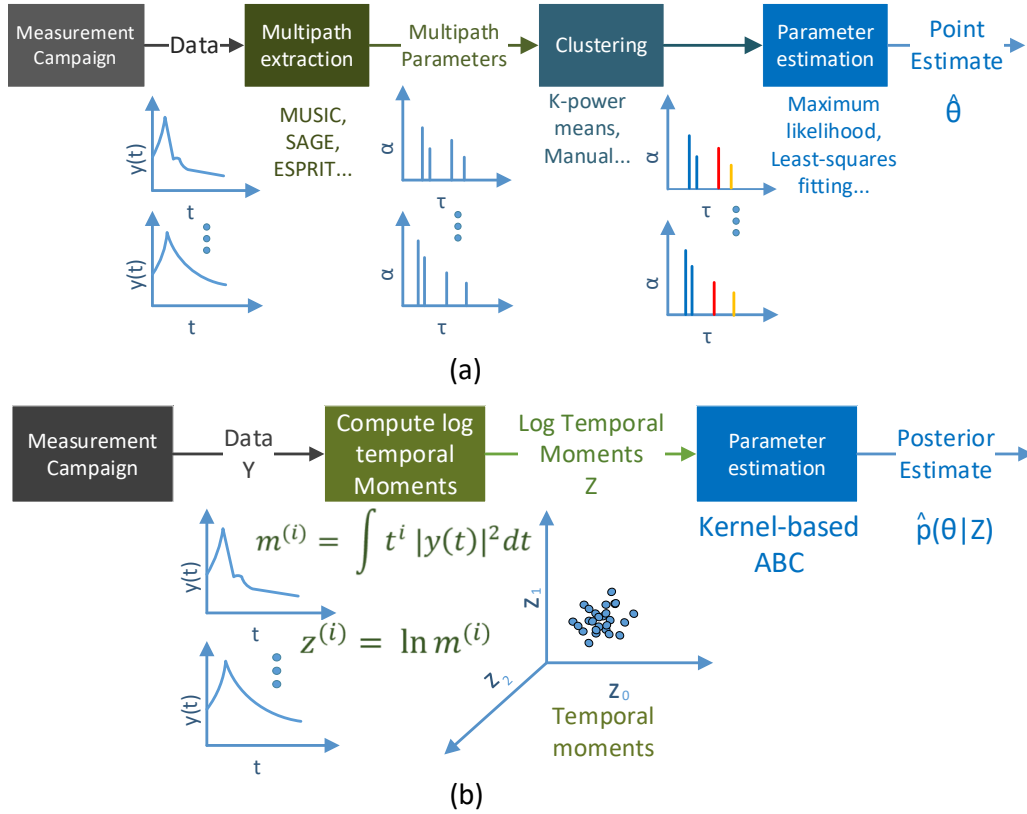 Measurement
Campaign
Data
Multipath
extraction
Multipath
Parameters
Clustering
Parameter
estimation
Point
Estimate
θ̂
MUSIC,
SAGE,
ESPRIT...
K-power
means,
Manual...
Maximum
likelihood,
Least-squares
fitting...
y(t)
t
α
τ
α
τ
y(t)
t
α
τ
α
τ
(a)
Measurement
Campaign
Data
Y
Compute log
temporal
Moments
Log Temporal
Moments
Z
Parameter
estimation
Posterior
Estimate
p̂(θ|Z)
Kernel-based
ABC
m⁽ⁱ⁾ = ∫ tⁱ |y(t)|² dt
z⁽ⁱ⁾ = ln m⁽ⁱ⁾
y(t)
t
y(t)
t
Z₁
Z₂
Z₀
Temporal
moments
(b)